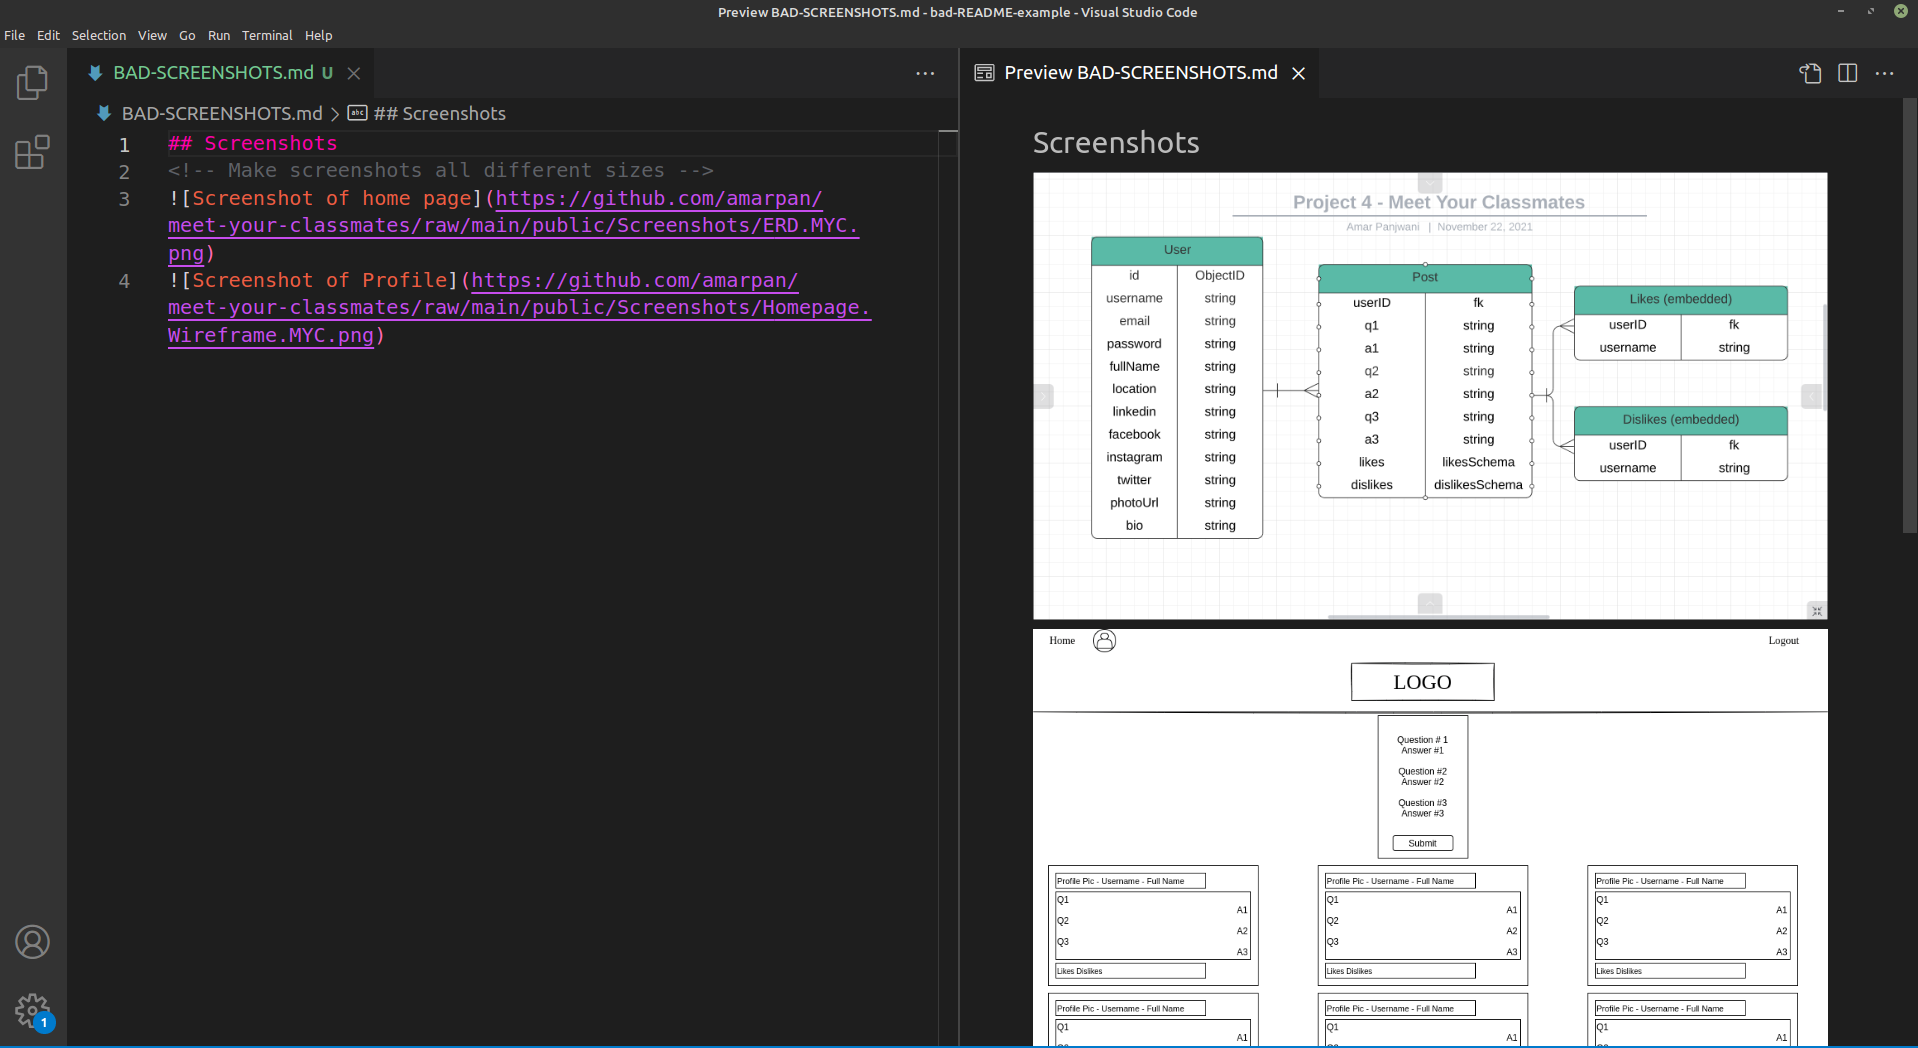 Preview BAD-SCREENSHOTS.md - bad-README-example - Visual Studio Code
File Edit Selection View Go Run Terminal Help
BAD-SCREENSHOTS.md U
BAD-SCREENSHOTS.md > abc ## Screenshots
1 ## Screenshots
2 <!-- Make screenshots all different sizes -->
3 ![Screenshot of home page](https://github.com/amarpan/
meet-your-classmates/raw/main/public/Screenshots/ERD.MYC.
png)
4 ![Screenshot of Profile](https://github.com/amarpan/
meet-your-classmates/raw/main/public/Screenshots/Homepage.
Wireframe.MYC.png)
1
Preview BAD-SCREENSHOTS.md
Screenshots
Project 4 - Meet Your Classmates
Amar Panjwani | November 22, 2021
User
id ObjectID
username string
email string
password string
fullName string
location string
linkedin string
facebook string
instagram string
twitter string
photoUrl string
bio string
Post
userID fk
q1 string
a1 string
q2 string
a2 string
q3 string
a3 string
likes likesSchema
dislikes dislikesSchema
Likes (embedded)
userID fk
username string
Dislikes (embedded)
userID fk
username string
Home Logout
LOGO
Question # 1
Answer #1
Question #2
Answer #2
Question #3
Answer #3
Submit
Profile Pic - Username - Full Name
Q1
A1
Q2
A2
Q3
A3
Likes Dislikes
Profile Pic - Username - Full Name
Q1
A1
Q2
A2
Q3
A3
Likes Dislikes
Profile Pic - Username - Full Name
Q1
A1
Q2
A2
Q3
A3
Likes Dislikes
Profile Pic - Username - Full Name
Q1
A1
Profile Pic - Username - Full Name
Q1
A1
Profile Pic - Username - Full Name
Q1
A1